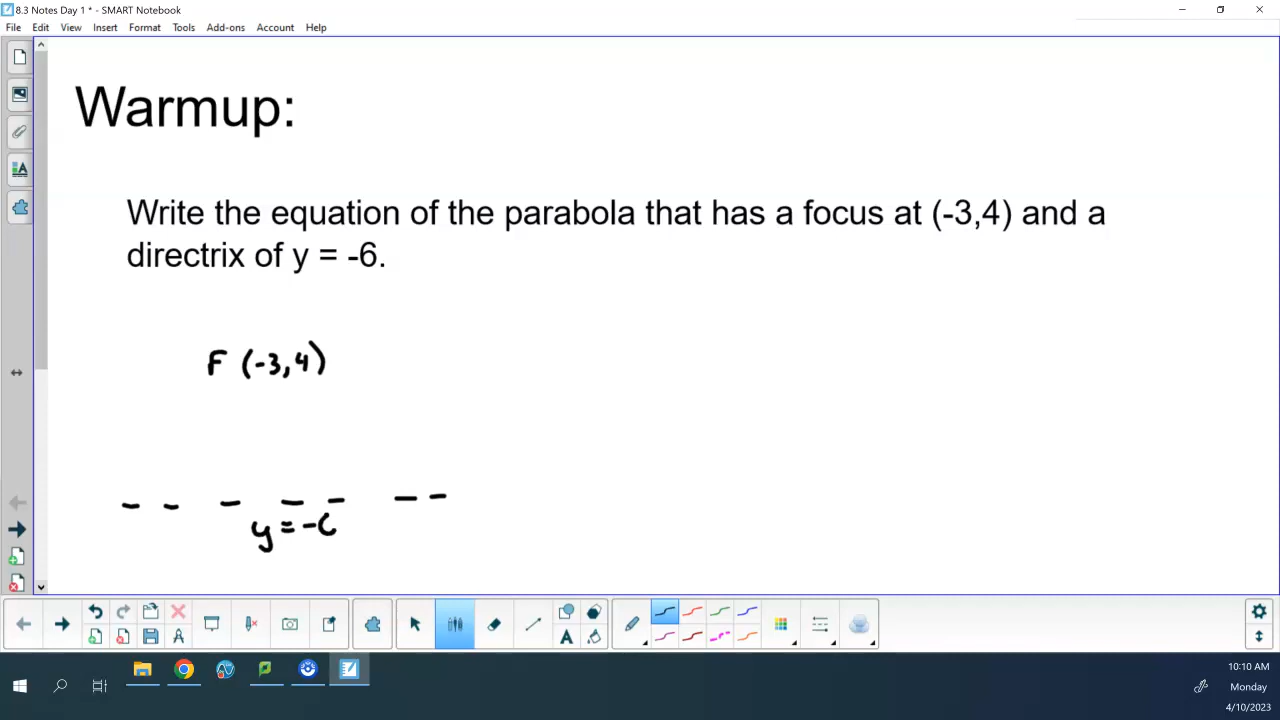 8.3 Notes Day 1 * - SMART Notebook
File Edit View Insert Format Tools Add-ons Account Help
Warmup:
Write the equation of the parabola that has a focus at (-3,4) and a
directrix of y = -6.
F (-3,4)
y = -6
10:10 AM
Monday
4/10/2023